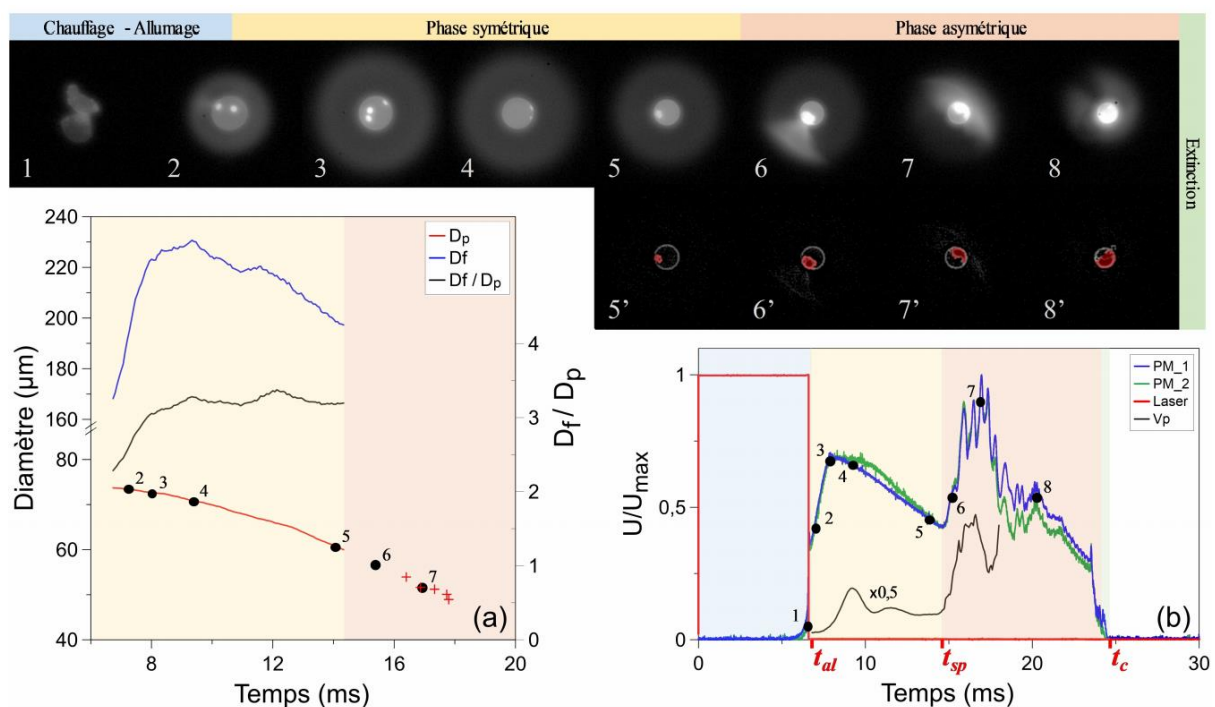 Chauffage - Allumage
Phase symétrique
Phase asymétrique
Extinction
1
2
3
4
5
6
7
8
5'
6'
7'
8'
240
220
200
180
160
80
60
40
Diamètre (µm)
D_p
Df
Df / D_p
4
3
2
1
0
Df / D_p
2
3
4
5
6
7
(a)
8
12
16
20
Temps (ms)
1
0,5
0
U/U_max
PM_1
PM_2
Laser
Vp
1
2
3
4
5
6
7
8
x0,5
(b)
t_al
t_sp
t_c
0
10
20
30
Temps (ms)